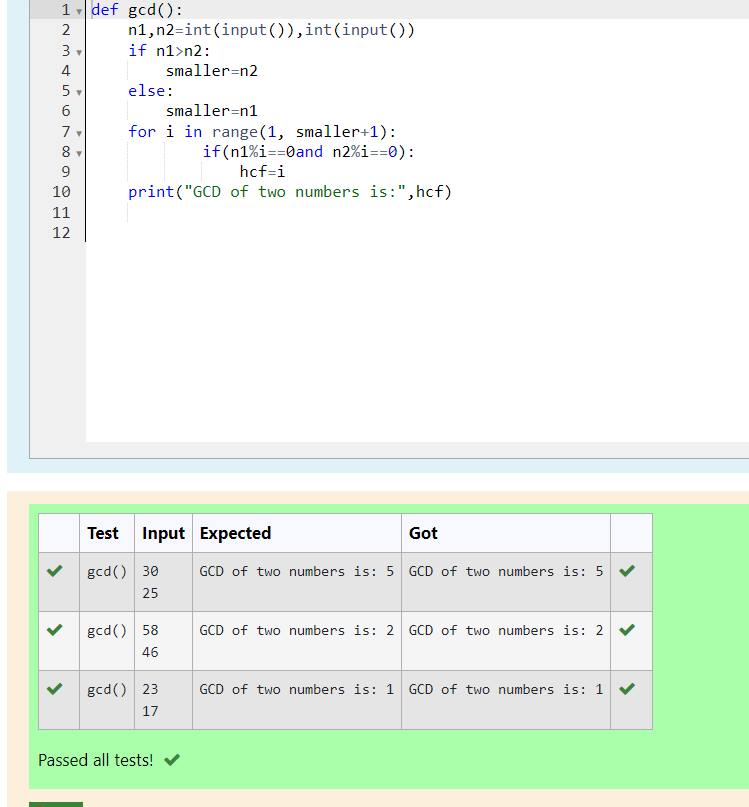 1 def gcd():
2 n1,n2=int(input()),int(input())
3 if n1>n2:
4 smaller=n2
5 else:
6 smaller=n1
7 for i in range(1, smaller+1):
8 if(n1%i==0and n2%i==0):
9 hcf=i
10 print("GCD of two numbers is:",hcf)
11
12
Test Input Expected Got
gcd() 30 GCD of two numbers is: 5 GCD of two numbers is: 5
25
gcd() 58 GCD of two numbers is: 2 GCD of two numbers is: 2
46
gcd() 23 GCD of two numbers is: 1 GCD of two numbers is: 1
17
Passed all tests!